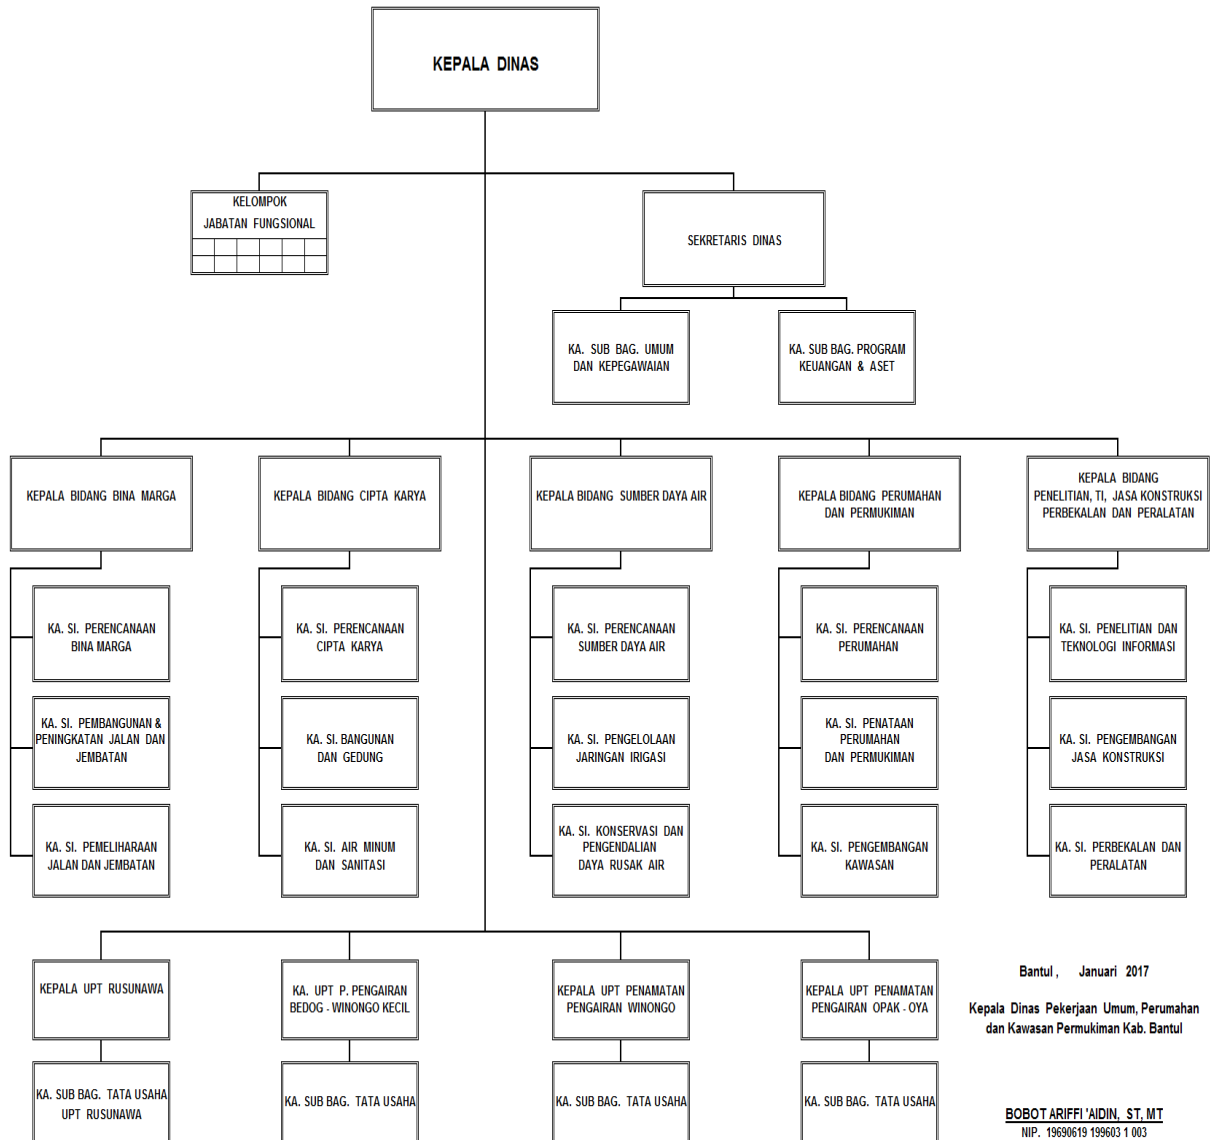 KEPALA DINAS
KELOMPOK
JABATAN FUNGSIONAL
SEKRETARIS DINAS
KA. SUB BAG. UMUM
DAN KEPEGAWAIAN
KA. SUB BAG. PROGRAM
KEUANGAN & ASET
KEPALA BIDANG BINA MARGA
KEPALA BIDANG CIPTA KARYA
KEPALA BIDANG SUMBER DAYA AIR
KEPALA BIDANG PERUMAHAN
DAN PERMUKIMAN
KEPALA BIDANG
PENELITIAN, TI, JASA KONSTRUKSI
PERBEKALAN DAN PERALATAN
KA. SI. PERENCANAAN
BINA MARGA
KA. SI. PERENCANAAN
CIPTA KARYA
KA. SI. PERENCANAAN
SUMBER DAYA AIR
KA. SI. PERENCANAAN
PERUMAHAN
KA. SI. PENELITIAN DAN
TEKNOLOGI INFORMASI
KA. SI. PEMBANGUNAN &
PENINGKATAN JALAN DAN
JEMBATAN
KA. SI. BANGUNAN
DAN GEDUNG
KA. SI. PENGELOLAAN
JARINGAN IRIGASI
KA. SI. PENATAAN
PERUMAHAN
DAN PERMUKIMAN
KA. SI. PENGEMBANGAN
JASA KONSTRUKSI
KA. SI. PEMELIHARAAN
JALAN DAN JEMBATAN
KA. SI. AIR MINUM
DAN SANITASI
KA. SI. KONSERVASI DAN
PENGENDALIAN
DAYA RUSAK AIR
KA. SI. PENGEMBANGAN
KAWASAN
KA. SI. PERBEKALAN DAN
PERALATAN
KEPALA UPT RUSUNAWA
KA. UPT P. PENGAIRAN
BEDOG - WINONGO KECIL
KEPALA UPT PENAMATAN
PENGAIRAN WINONGO
KEPALA UPT PENAMATAN
PENGAIRAN OPAK - OYA
KA. SUB BAG. TATA USAHA
UPT RUSUNAWA
KA. SUB BAG. TATA USAHA
KA. SUB BAG. TATA USAHA
KA. SUB BAG. TATA USAHA
Bantul , Januari 2017
Kepala Dinas Pekerjaan Umum, Perumahan
dan Kawasan Permukiman Kab. Bantul
BOBOT ARIFFI 'AIDIN, ST, MT
NIP. 19690619 199603 1 003